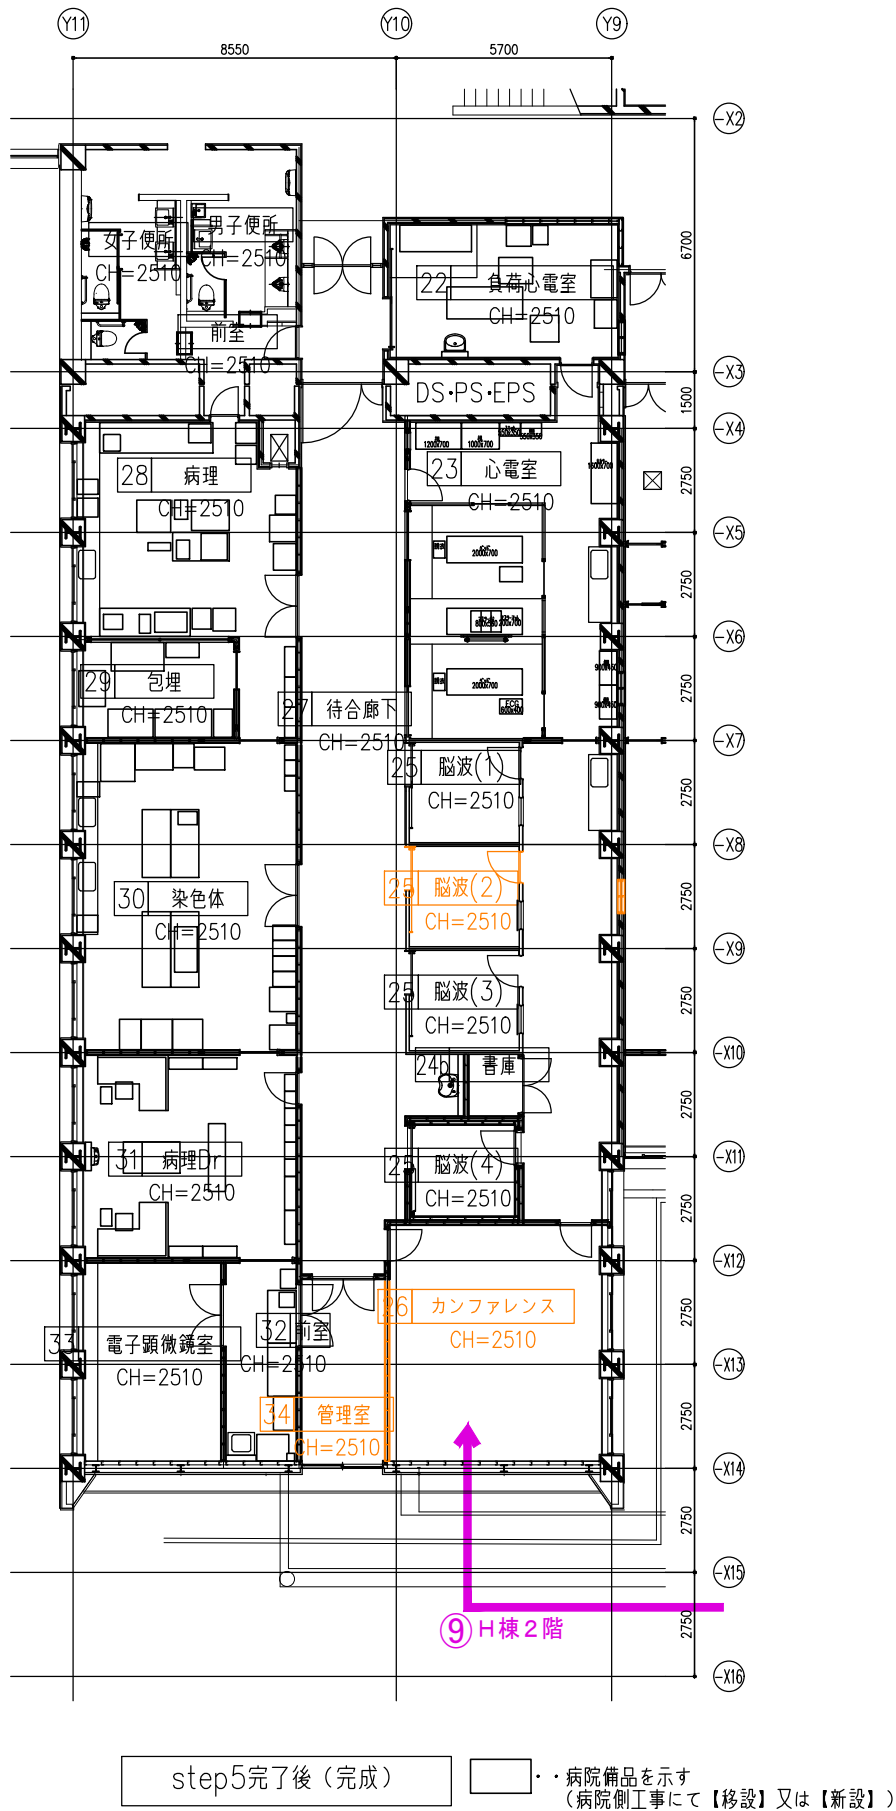 Y11
Y10
Y9
8550
5700
-X2
6700
男子便所
CH=2510
女子便所
CH=2510
22 負荷心電室
CH=2510
前室
CH=2510
-X3
DS・PS・EPS
1500
-X4
1200x700
1000x700
28 病理
CH=2510
23 心電室
CH=2510
2750
-X5
2000x700
2750
-X6
29 包埋
CH=2510
2000x700
ECG
2750
27 待合廊下
CH=2510
-X7
25 脳波(1)
CH=2510
2750
-X8
25 脳波(2)
CH=2510
30 染色体
CH=2510
2750
-X9
25 脳波(3)
CH=2510
2750
-X10
24b 書庫
2750
-X11
31 病理Dr
CH=2510
25 脳波(4)
CH=2510
2750
-X12
26 カンファレンス
CH=2510
2750
32 前室
CH=2510
33 電子顕微鏡室
CH=2510
-X13
34 管理室
CH=2510
2750
-X14
2750
-X15
⑨ H棟2階
2750
-X16
step5完了後（完成）
・・病院備品を示す
（病院側工事にて【移設】又は【新設】）